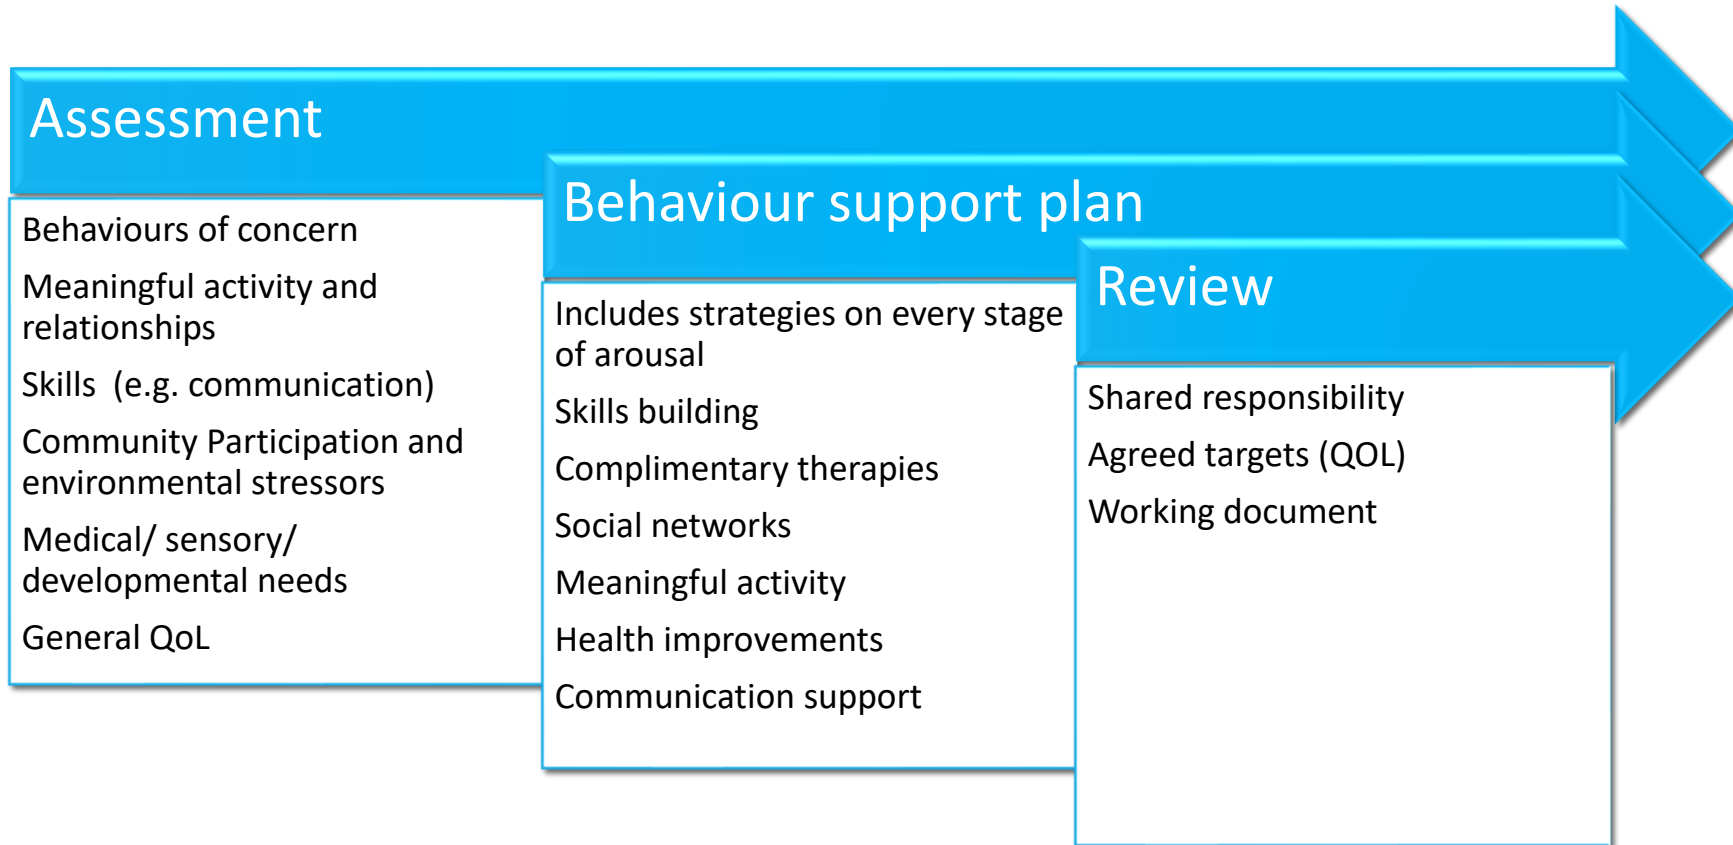 Assessment
Behaviours of concern
Meaningful activity and
relationships
Skills  (e.g. communication)
Community Participation and
environmental stressors
Medical/ sensory/
developmental needs
General QoL
Behaviour support plan
Includes strategies on every stage
of arousal
Skills building
Complimentary therapies
Social networks
Meaningful activity
Health improvements
Communication support
Review
Shared responsibility
Agreed targets (QOL)
Working document